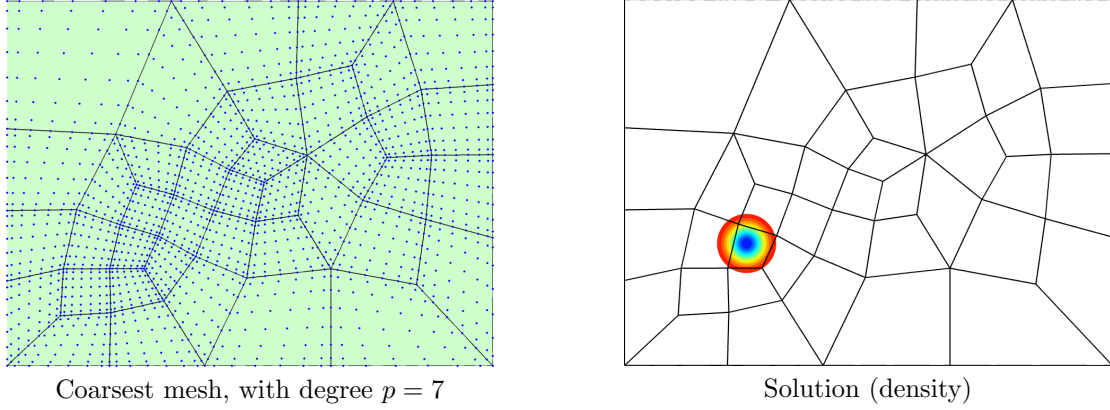 Coarsest mesh, with degree p = 7
Solution (density)